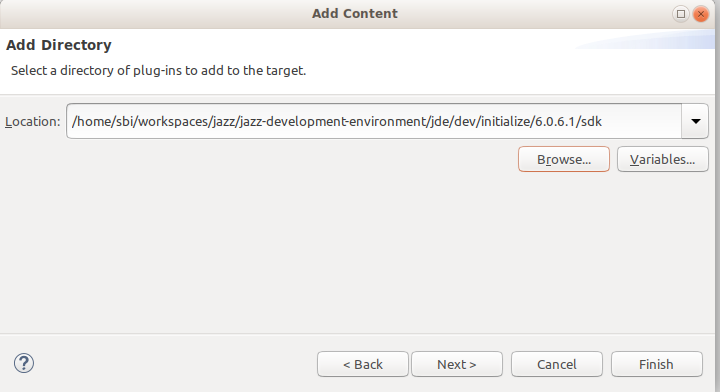 Add Content
Add Directory
Select a directory of plug-ins to add to the target.
Location: /home/sbi/workspaces/jazz/jazz-development-environment/jde/dev/initialize/6.0.6.1/sdk
Browse... Variables...
? < Back Next > Cancel Finish